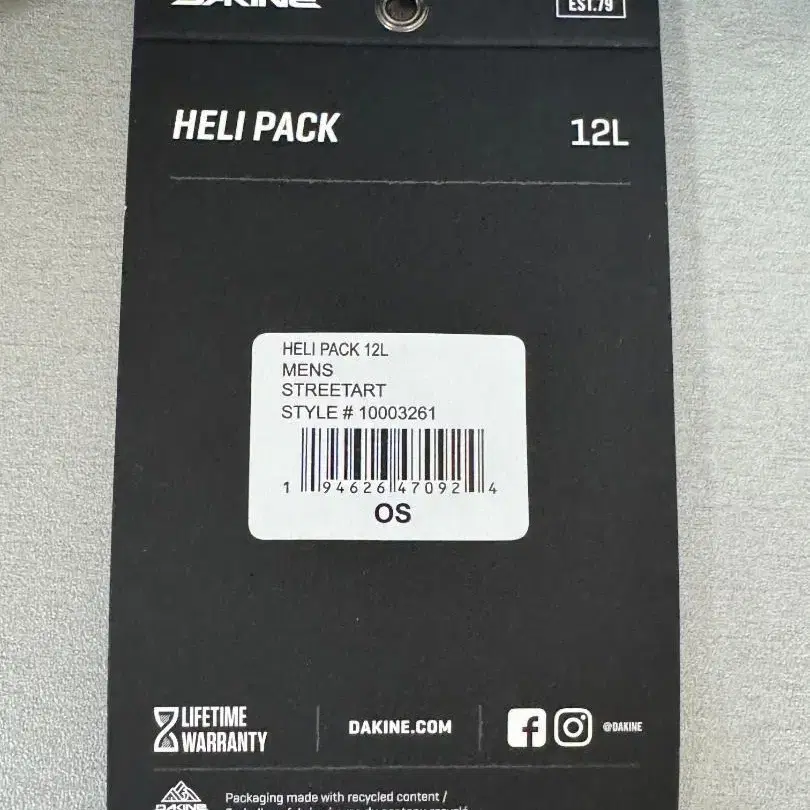 DAKINE
EST.79
HELI PACK 12L
HELI PACK 12L
MENS
STREETART
STYLE # 10003261
1 94626 47092 4
OS
LIFETIME
WARRANTY
DAKINE.COM
@DAKINE
DAKINE
Packaging made with recycled content /